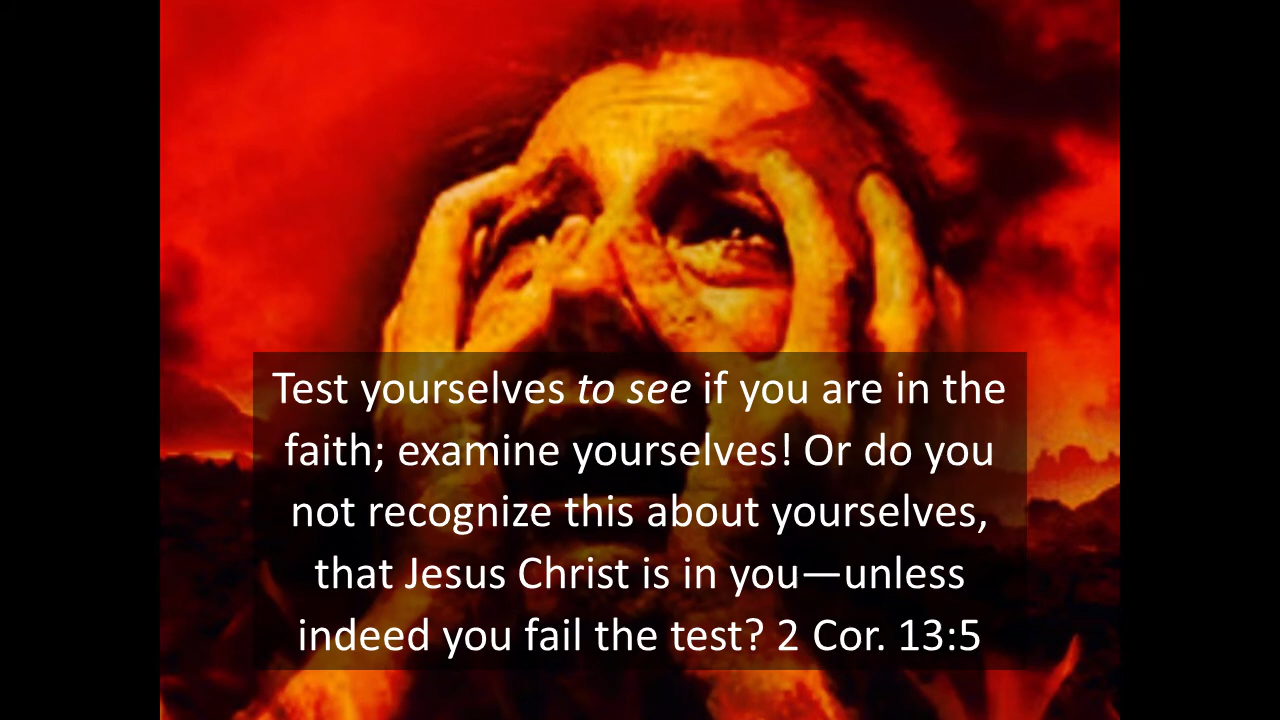 Test yourselves to see if you are in the
faith; examine yourselves! Or do you
not recognize this about yourselves,
that Jesus Christ is in you—unless
indeed you fail the test? 2 Cor. 13:5